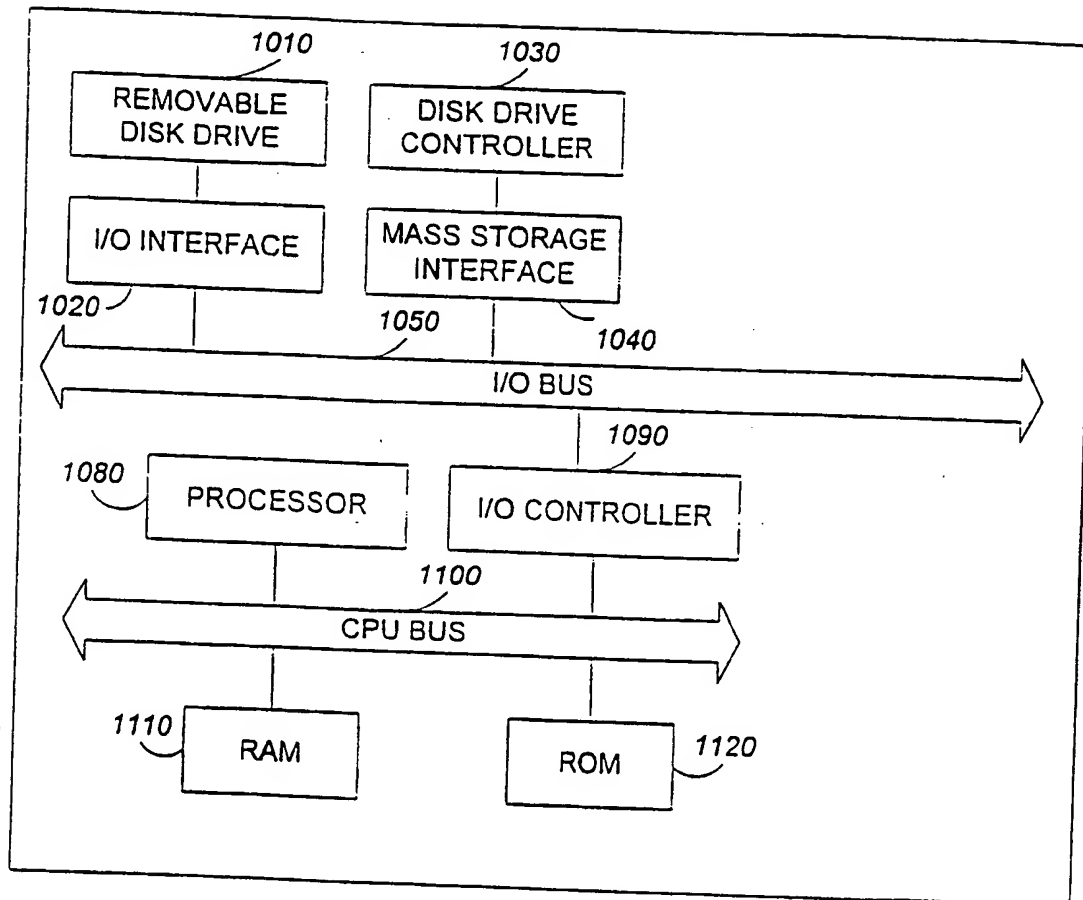 1010
1030
REMOVABLE
DISK DRIVE
DISK DRIVE
CONTROLLER
I/O INTERFACE
MASS STORAGE
INTERFACE
1020
1050
1040
I/O BUS
1090
1080
PROCESSOR
I/O CONTROLLER
1100
CPU BUS
1110
RAM
ROM
1120